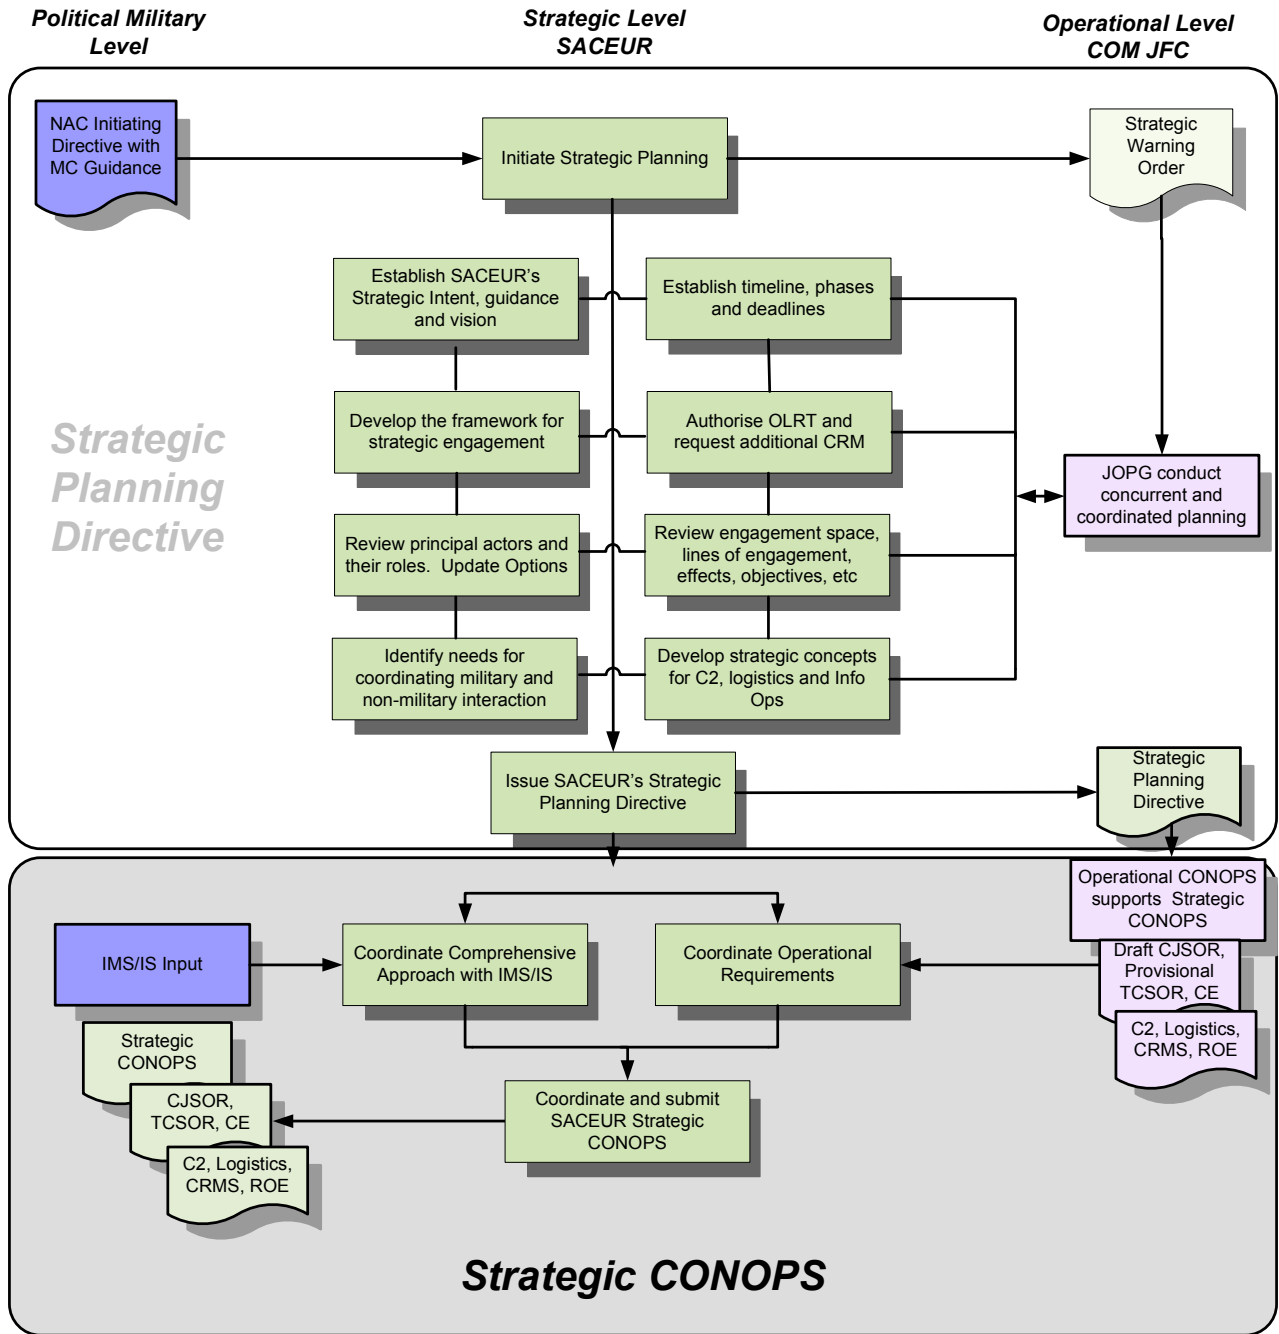 Political Military
Level
Strategic Level
SACEUR
Operational Level
COM JFC
NAC Initiating
Directive with
MC Guidance
Initiate Strategic Planning
Strategic
Warning
Order
Establish SACEUR’s
Strategic Intent, guidance
and vision
Establish timeline, phases
and deadlines
Strategic
Planning
Directive
Develop the framework for
strategic engagement
Authorise OLRT and
request additional CRM
JOPG conduct
concurrent and
coordinated planning
Review principal actors and
their roles. Update Options
Review engagement space,
lines of engagement,
effects, objectives, etc
Identify needs for
coordinating military and
non-military interaction
Develop strategic concepts
for C2, logistics and Info
Ops
Issue SACEUR’s Strategic
Planning Directive
Strategic
Planning
Directive
Operational CONOPS
supports Strategic
CONOPS
IMS/IS Input
Coordinate Comprehensive
Approach with IMS/IS
Coordinate Operational
Requirements
Draft CJSOR,
Provisional
TCSOR, CE
C2, Logistics,
CRMS, ROE
Strategic
CONOPS
CJSOR,
TCSOR, CE
C2, Logistics,
CRMS, ROE
Coordinate and submit
SACEUR Strategic
CONOPS
Strategic CONOPS